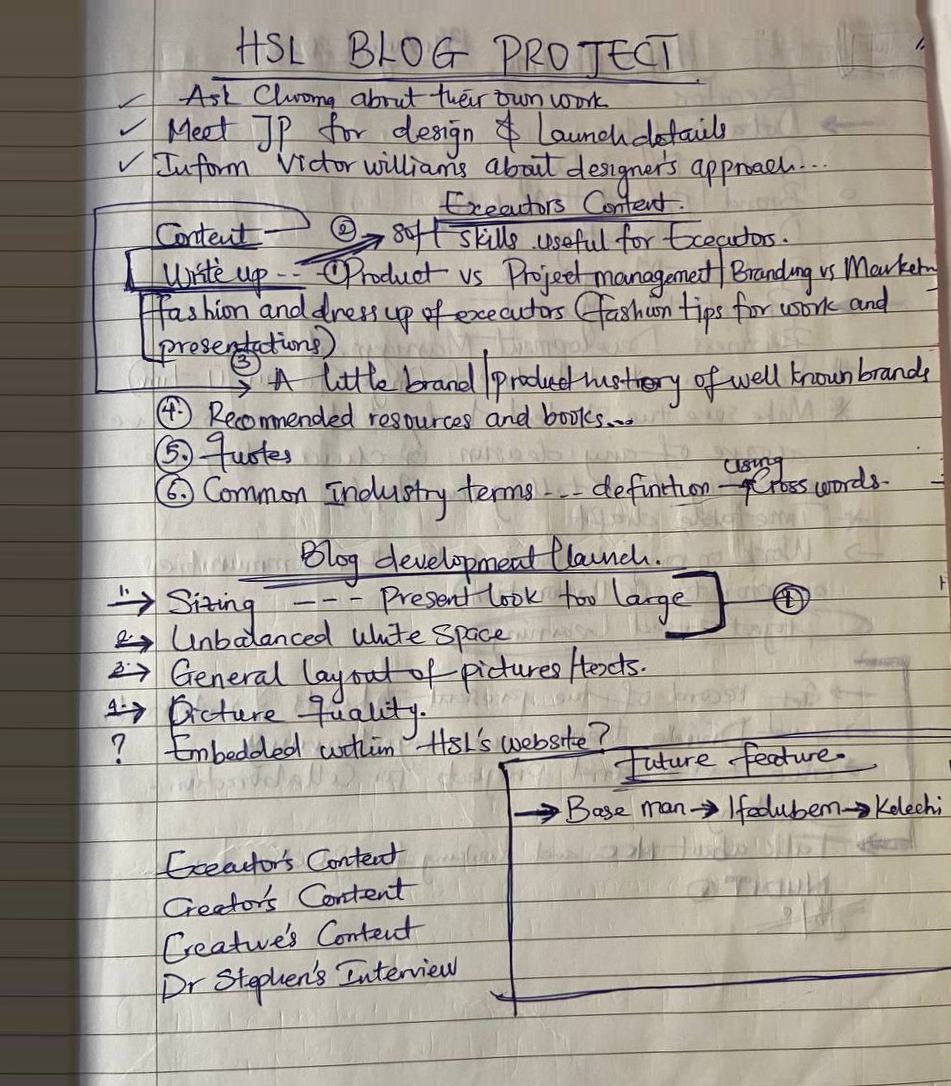 HSL BLOG PROJECT
✓ Ask Chioma about their own work
✓ Meet JP for design & Launch details
✓ Inform Victor williams about designer's approach...
Executors Content.
Content ② → Soft skills useful for Executors.
Write up -- ① Product vs Project management | Branding vs Market
fashion and dress up of executors (fashion tips for work and
presentations)
③ → A little brand/product history of well known brands
④. Recommended resources and books...
⑤. Quotes
using
⑥. Common Industry terms --- definition → Cross words.
Blog development / launch.
1. → Sizing --- Present look too large ①
2. → Unbalanced White Space
3. → General layout of pictures/texts.
4. → Picture Quality.
? Embedded within HSL's website?
Future feature.
→ Base man → Ifedubem → Kelechi
Executor's Content
Creator's Content
Creative's Content
Dr Stephen's Interview